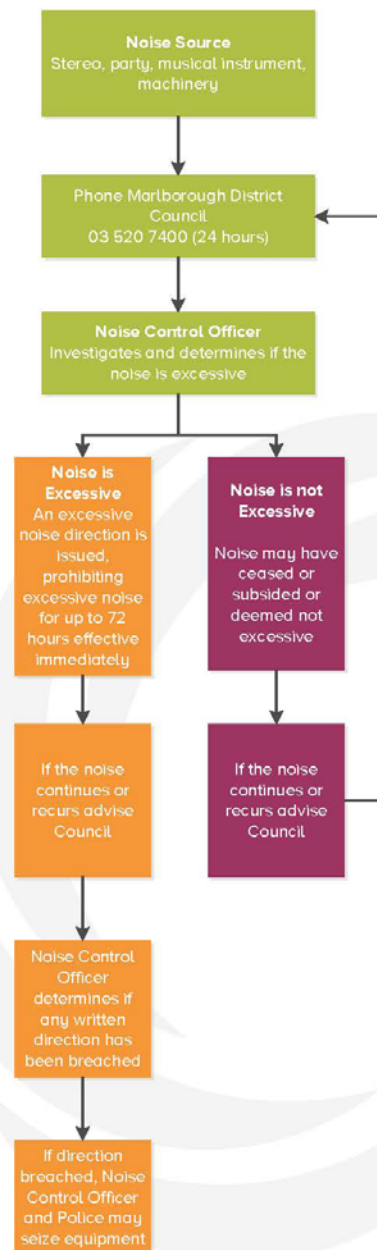 Noise Source
Stereo, party, musical instrument,
machinery
Phone Marlborough District
Council
03 520 7400 (24 hours)
Noise Control Officer
Investigates and determines if the
noise is excessive
Noise is
Excessive
An excessive
noise direction is
issued,
prohibiting
excessive noise
for up to 72
hours effective
immediately
Noise is not
Excessive
Noise may have
ceased or
subsided or
deemed not
excessive
If the noise
continues or
recurs advise
Council
If the noise
continues or
recurs advise
Council
Noise Control
Officer
determines if
any written
direction has
been breached
If direction
breached, Noise
Control Officer
and Police may
seize equipment